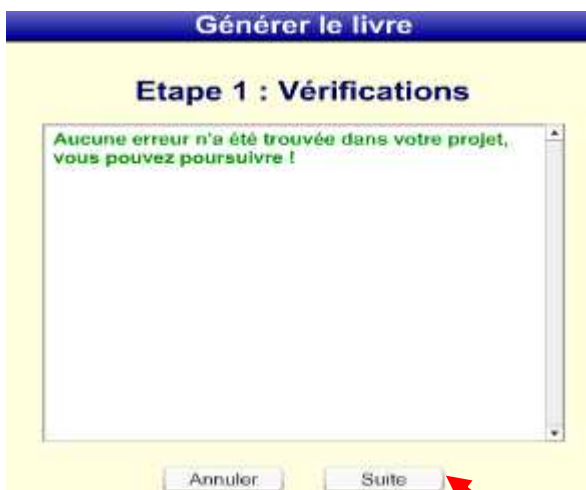 Générer le livre
Etape 1 : Vérifications
Aucune erreur n'a été trouvée dans votre projet,
vous pouvez poursuivre !
Annuler Suite